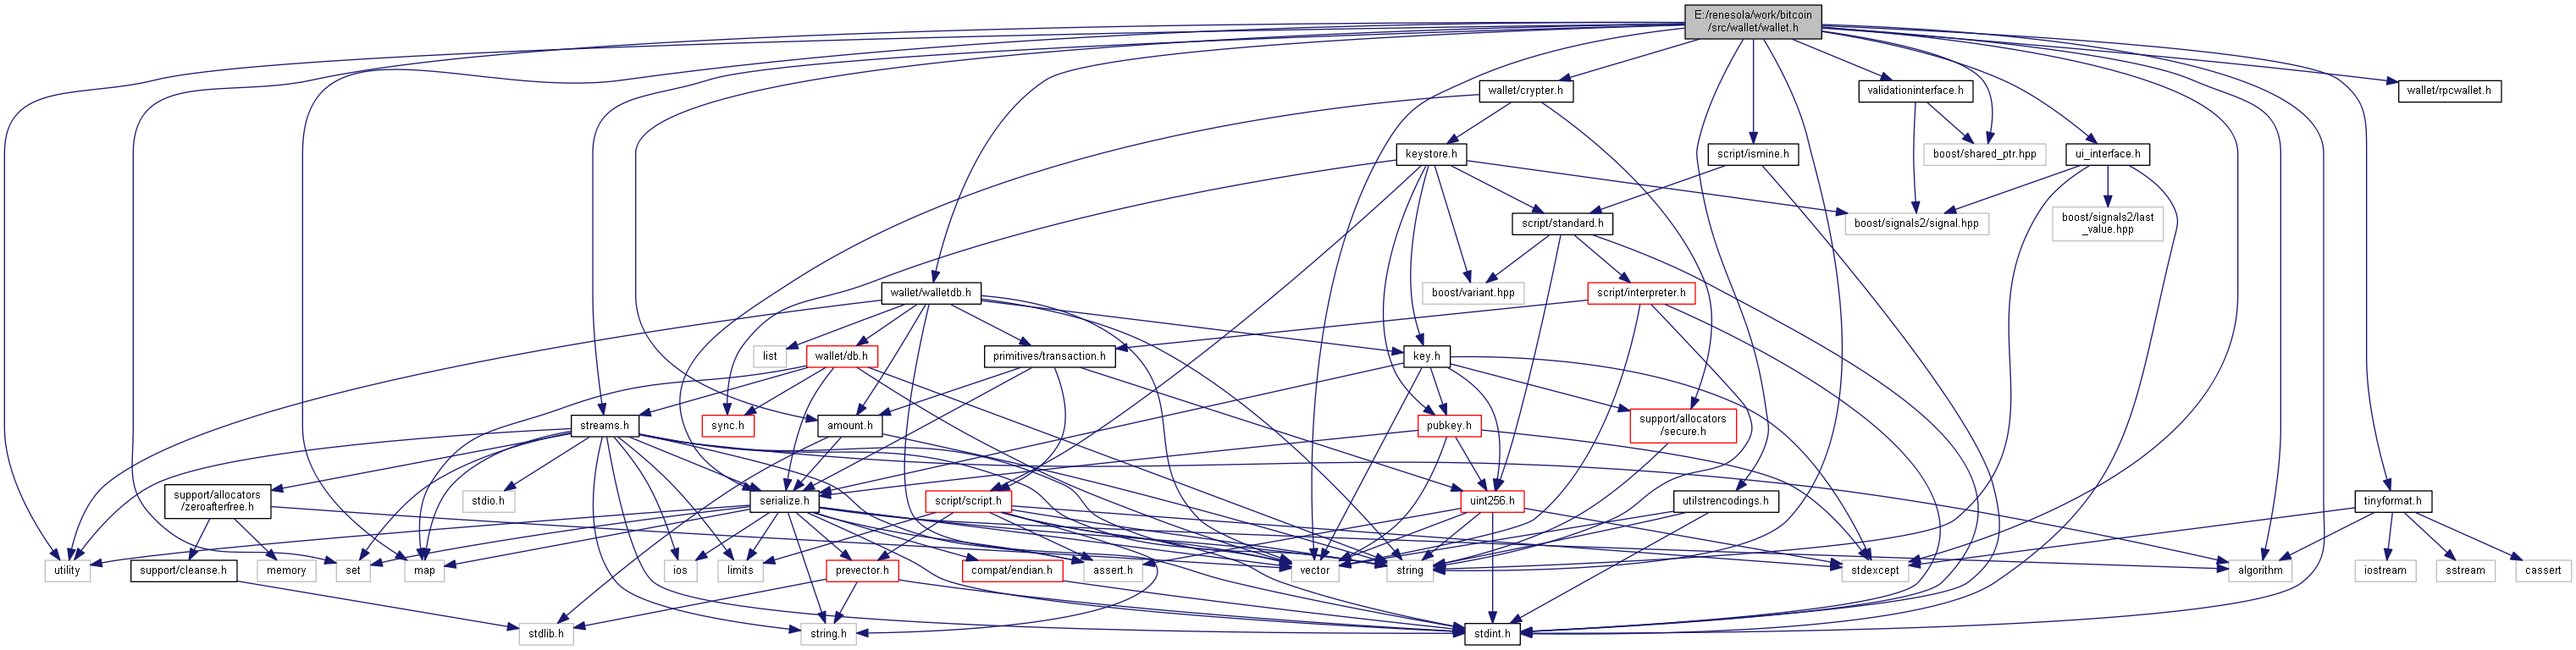 E:/renesola/work/bitcoin
/src/wallet/wallet.h
wallet/crypter.h
validationinterface.h
wallet/rpcwallet.h
keystore.h
script/ismine.h
boost/shared_ptr.hpp
ui_interface.h
script/standard.h
boost/signals2/signal.hpp
boost/signals2/last
_value.hpp
wallet/walletdb.h
boost/variant.hpp
script/interpreter.h
list
wallet/db.h
primitives/transaction.h
key.h
streams.h
sync.h
amount.h
pubkey.h
support/allocators
/secure.h
support/allocators
/zeroafterfree.h
stdio.h
serialize.h
script/script.h
uint256.h
utilstrencodings.h
tinyformat.h
utility
support/cleanse.h
memory
set
map
ios
limits
prevector.h
compat/endian.h
assert.h
vector
string
stdexcept
algorithm
iostream
sstream
cassert
stdlib.h
string.h
stdint.h